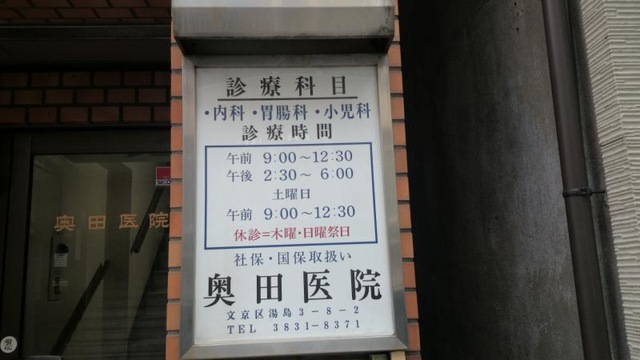 診療科目
・内科・胃腸科・小児科
診療時間
午前 9:00～12:30
午後 2:30～ 6:00
土曜日
午前 9:00～12:30
休診=木曜・日曜祭日
社保・国保取扱い
奥田医院
文京区湯島3-8-2
TEL 3831-8371
奥田医院